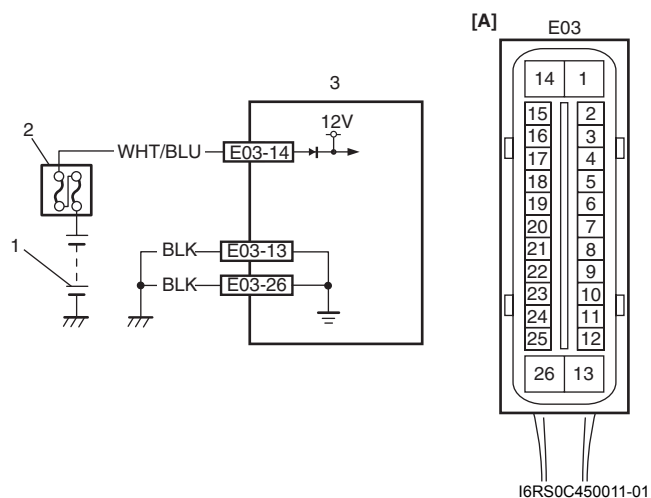 [A]
E03
3
12V
2
WHT/BLU
E03-14
1
BLK
E03-13
BLK
E03-26
14 1
15 2
16 3
17 4
18 5
19 6
20 7
21 8
22 9
23 10
24 11
25 12
26 13
I6RS0C450011-01